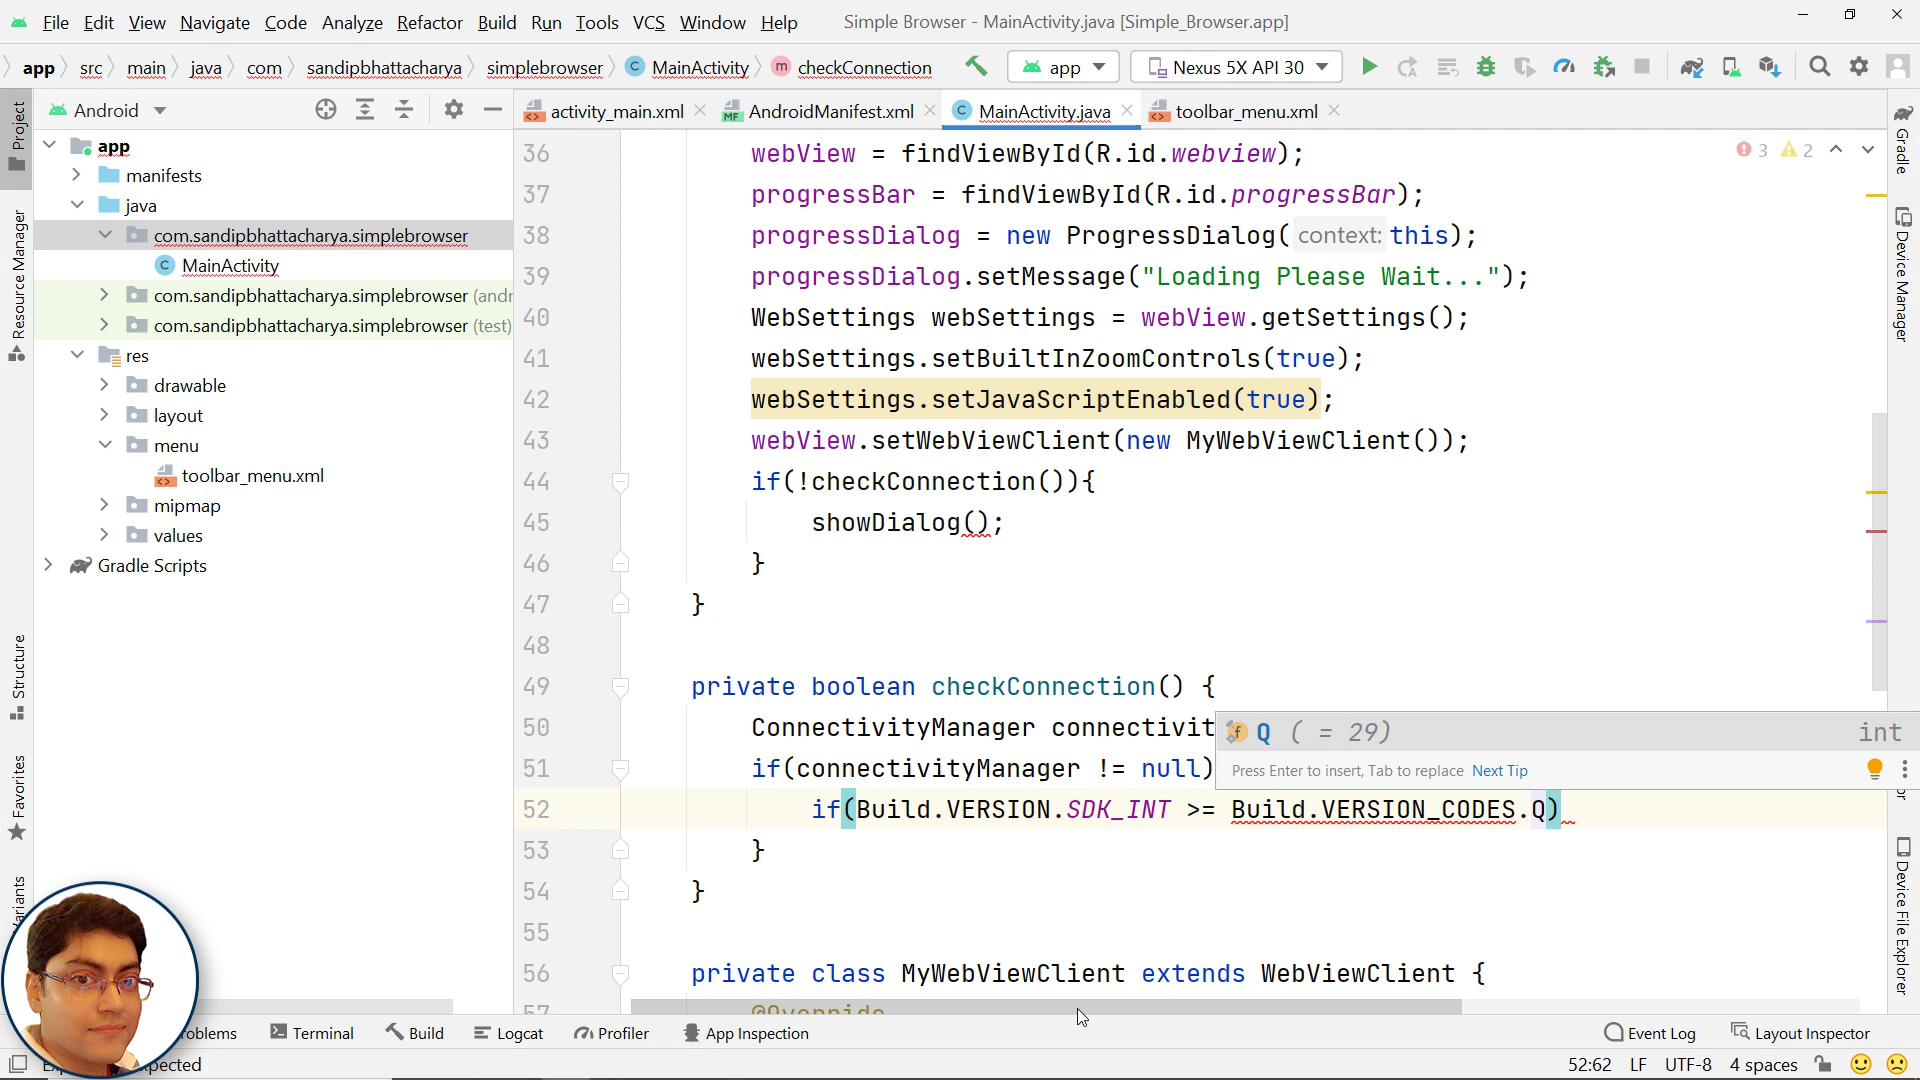 File Edit View Navigate Code Analyze Refactor Build Run Tools VCS Window Help Simple Browser - MainActivity.java [Simple_Browser.app]
app src main java com sandipbhattacharya simplebrowser MainActivity checkConnection app Nexus 5X API 30
Android activity_main.xml AndroidManifest.xml MainActivity.java toolbar_menu.xml
Project
Resource Manager
Structure
Favorites
app
manifests
java
com.sandipbhattacharya.simplebrowser
MainActivity
com.sandipbhattacharya.simplebrowser (andr
com.sandipbhattacharya.simplebrowser (test)
res
drawable
layout
menu
toolbar_menu.xml
mipmap
values
Gradle Scripts
3 2
36 webView = findViewById(R.id.webview);
37 progressBar = findViewById(R.id.progressBar);
38 progressDialog = new ProgressDialog( context: this);
39 progressDialog.setMessage("Loading Please Wait...");
40 WebSettings webSettings = webView.getSettings();
41 webSettings.setBuiltInZoomControls(true);
42 webSettings.setJavaScriptEnabled(true);
43 webView.setWebViewClient(new MyWebViewClient());
44 if(!checkConnection()){
45 showDialog();
46 }
47 }
48
49 private boolean checkConnection() {
50 ConnectivityManager connectivit
Q ( = 29) int
51 if(connectivityManager != null)
Press Enter to insert, Tab to replace Next Tip
52 if(Build.VERSION.SDK_INT >= Build.VERSION_CODES.Q)
53 }
54 }
55
56 private class MyWebViewClient extends WebViewClient {
57 @Override
Gradle
Device Manager
Device File Explorer
Terminal Build Logcat Profiler App Inspection Event Log Layout Inspector
52:62 LF UTF-8 4 spaces